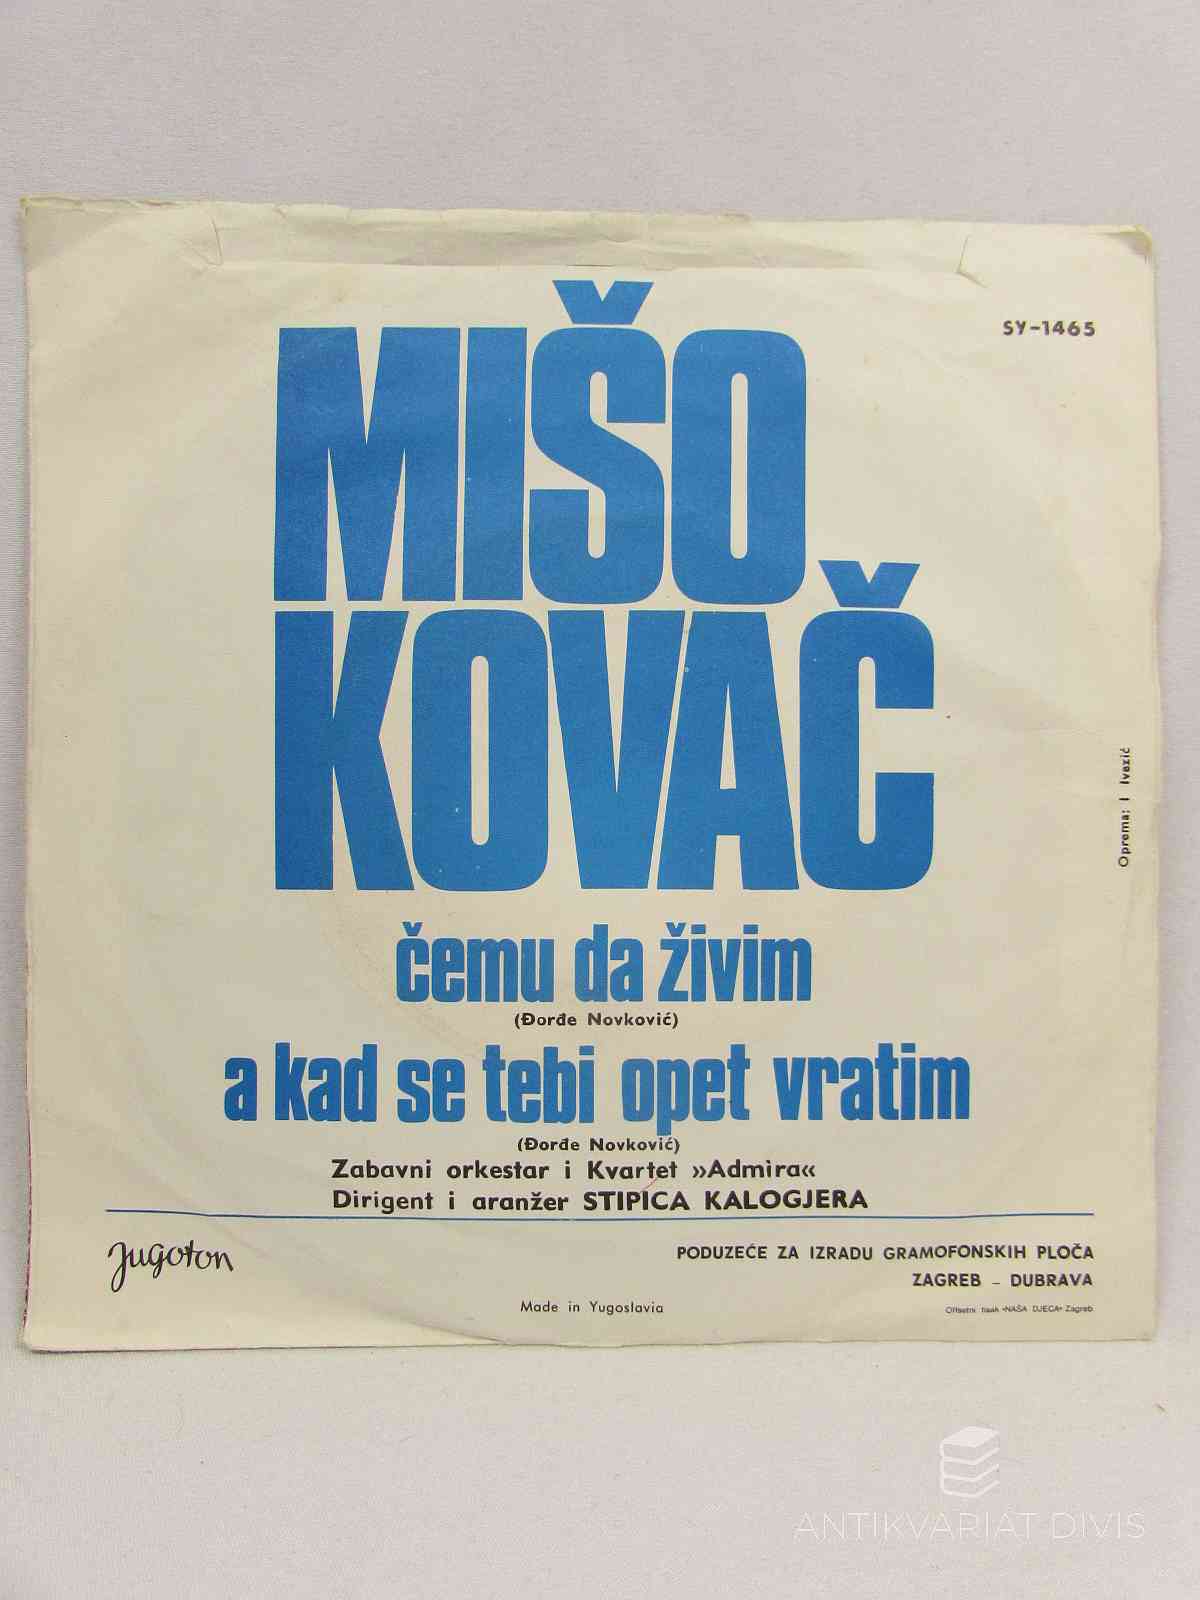 SY-1465
MIŠO
KOVAČ
Oprema: I Ivezić
čemu da živim
(Đorđe Novković)
a kad se tebi opet vratim
(Đorđe Novković)
Zabavni orkestar i Kvartet »Admira«
Dirigent i aranžer STIPICA KALOGJERA
Jugoton
PODUZEĆE ZA IZRADU GRAMOFONSKIH PLOČA
ZAGREB – DUBRAVA
Made in Yugoslavia
Offsetni tisak »NAŠA DJECA« Zagreb
ANTIKVARIAT DIVIS